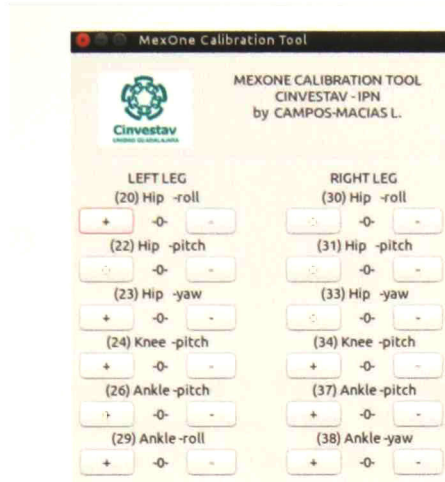 MexOne Calibration Tool
MEXONE CALIBRATION TOOL
CINVESTAV - IPN
by CAMPOS-MACIAS L.
Cinvestav
LEFT LEG
(20) Hip -roll
+ -0- -
(22) Hip -pitch
-0- -
(23) Hip -yaw
+ -0- -
(24) Knee -pitch
+ -0- -
(26) Ankle -pitch
-0- -
(29) Ankle -roll
+ -0- -
RIGHT LEG
(30) Hip -roll
-0- -
(31) Hip -pitch
-0- -
(33) Hip -yaw
-0- -
(34) Knee -pitch
+ -0- -
(37) Ankle -pitch
+ -0- -
(38) Ankle -yaw
+ -0- -